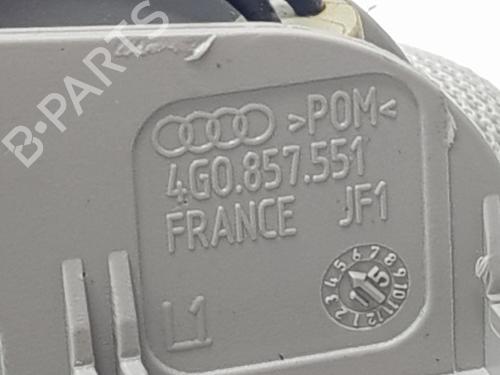 B-PARTS
>POM<
4G0.857.551
FRANCE JF1
1 2 3 4 5 6 7 8 9 10 11 12
11 15
L1